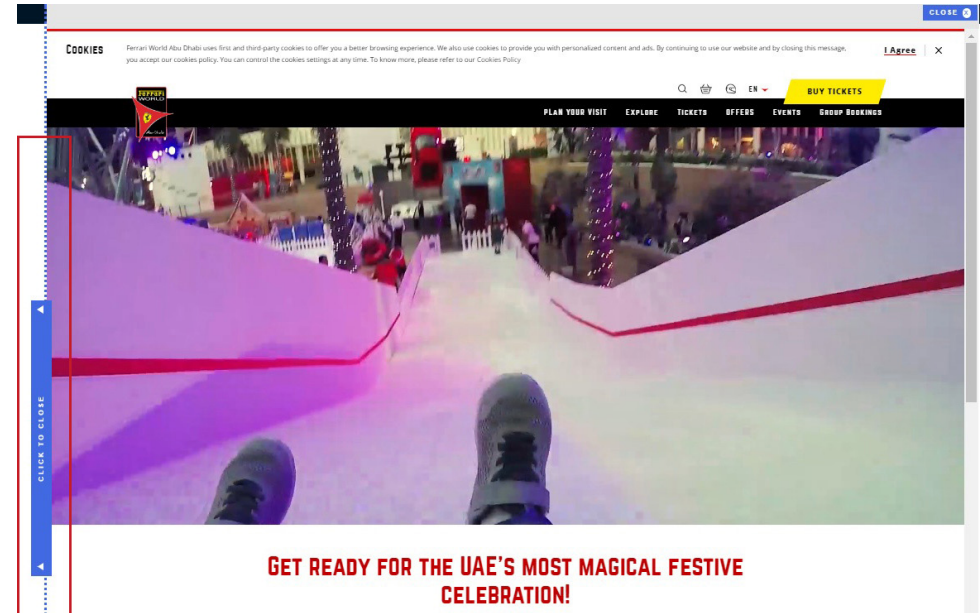 CLOSE X
COOKIES
Ferrari World Abu Dhabi uses first and third-party cookies to offer you a better browsing experience. We also use cookies to provide you with personalized content and ads. By continuing to use our website and by closing this message,
you accept our cookies policy. You can control the cookies settings at any time. To know more, please refer to our Cookies Policy
I Agree
EN
BUY TICKETS
FERRARI
WORLD
Abu Dhabi
PLAN YOUR VISIT EXPLORE TICKETS OFFERS EVENTS GROUP BOOKINGS
CLICK TO CLOSE
GET READY FOR THE UAE'S MOST MAGICAL FESTIVE
CELEBRATION!